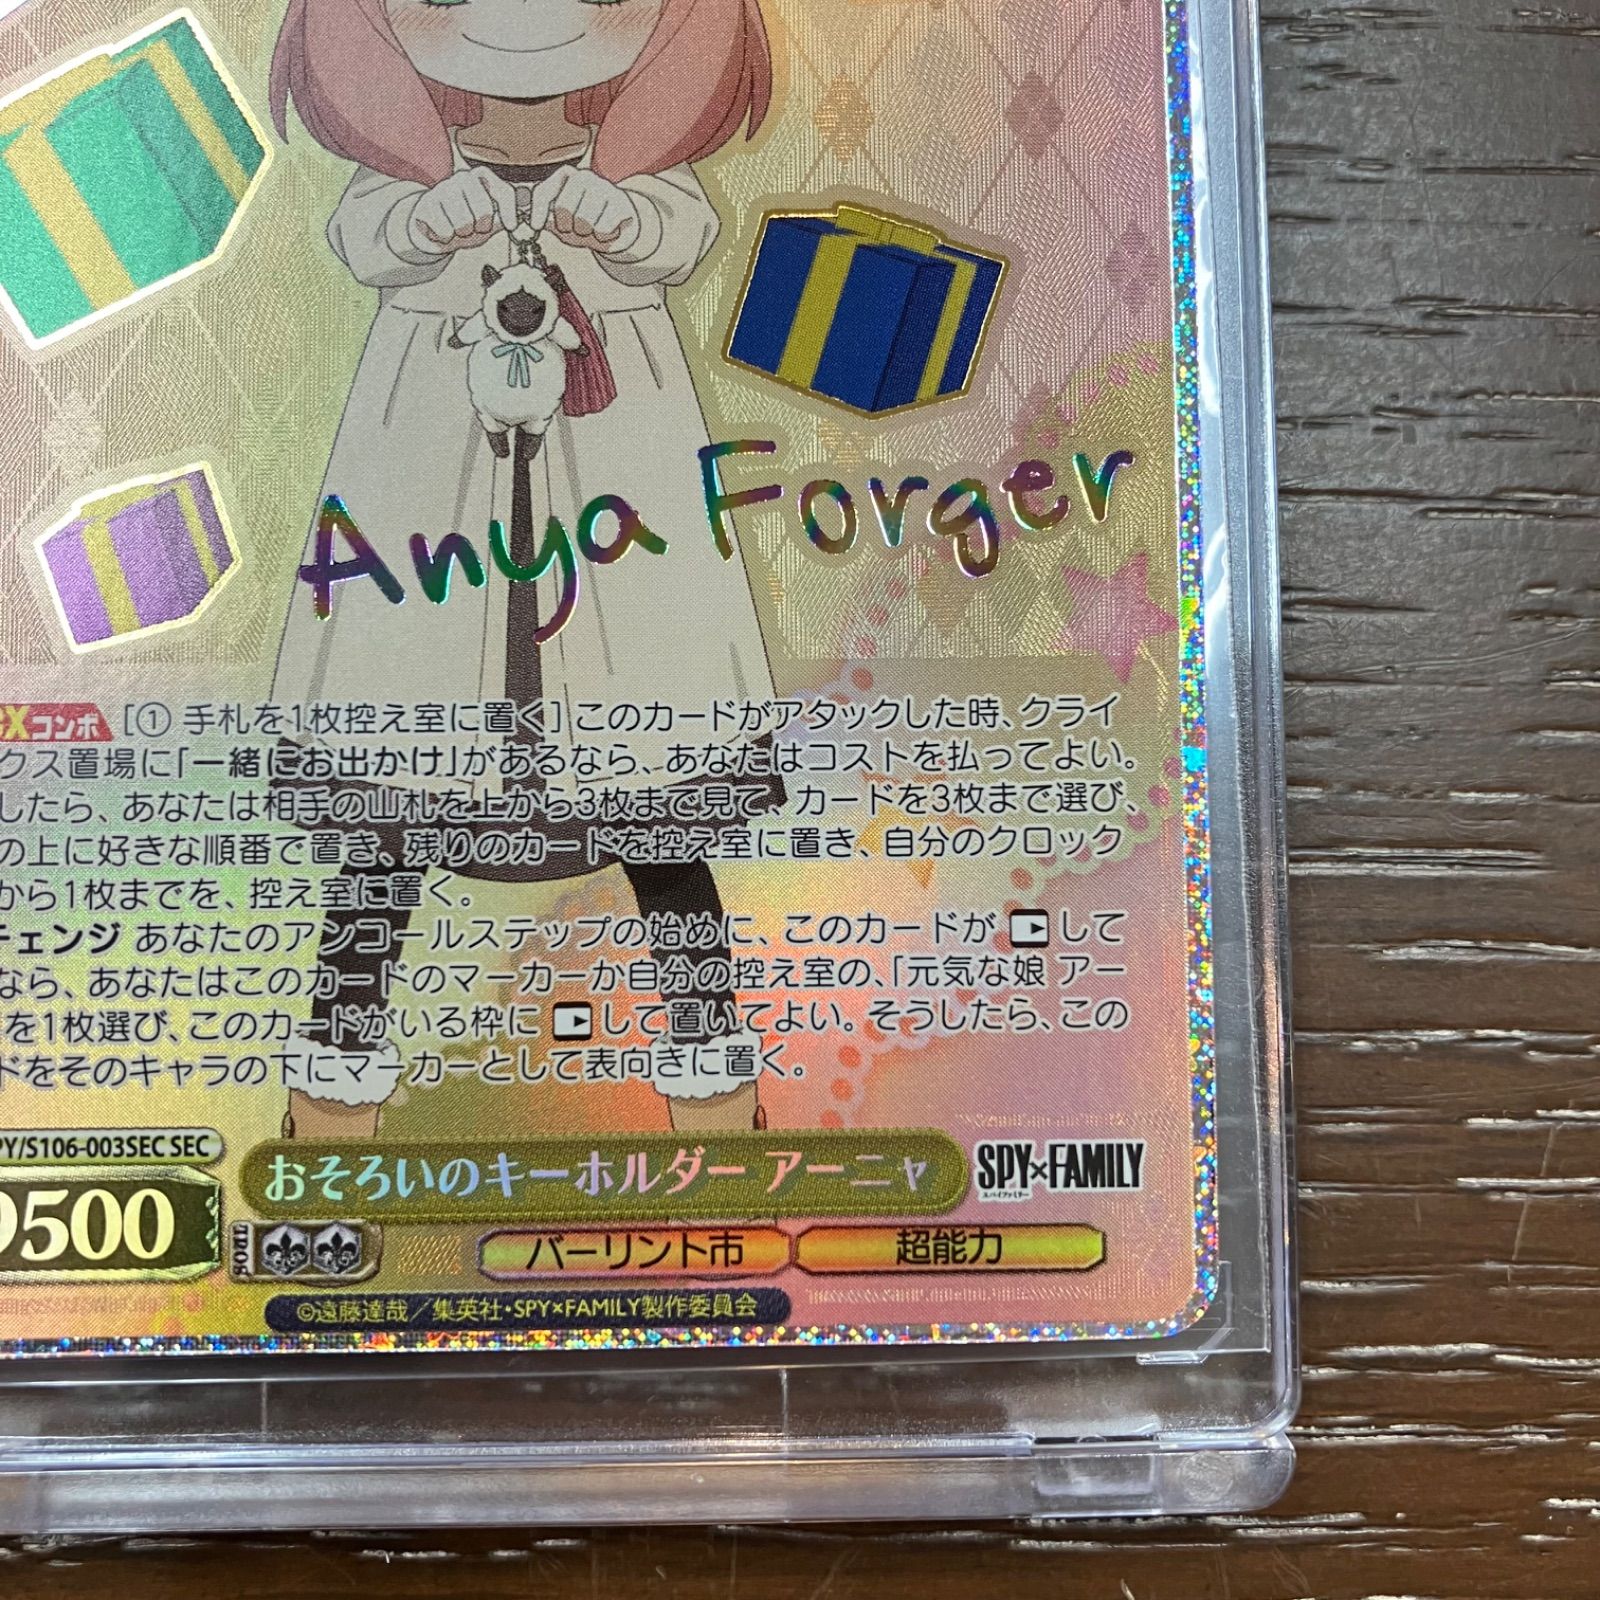 Anya Forger
CXコンボ [① 手札を1枚控え室に置く] このカードがアタックした時、クライ
クス置場に「一緒にお出かけ」があるなら、あなたはコストを払ってよい。
したら、あなたは相手の山札を上から3枚まで見て、カードを3枚まで選び、
の上に好きな順番で置き、残りのカードを控え室に置き、自分のクロック
から1枚までを、控え室に置く。
チェンジ あなたのアンコールステップの始めに、このカードが して
なら、あなたはこのカードのマーカーか自分の控え室の、「元気な娘 アー
を1枚選び、このカードがいる枠に して置いてよい。そうしたら、この
ドをそのキャラの下にマーカーとして表向きに置く。
PY/S106-003SEC SEC
おそろいのキーホルダー アーニャ
SPY×FAMILY
スパイファミリー
9500
SOUL
バーリント市
超能力
©遠藤達哉／集英社・SPY×FAMILY製作委員会